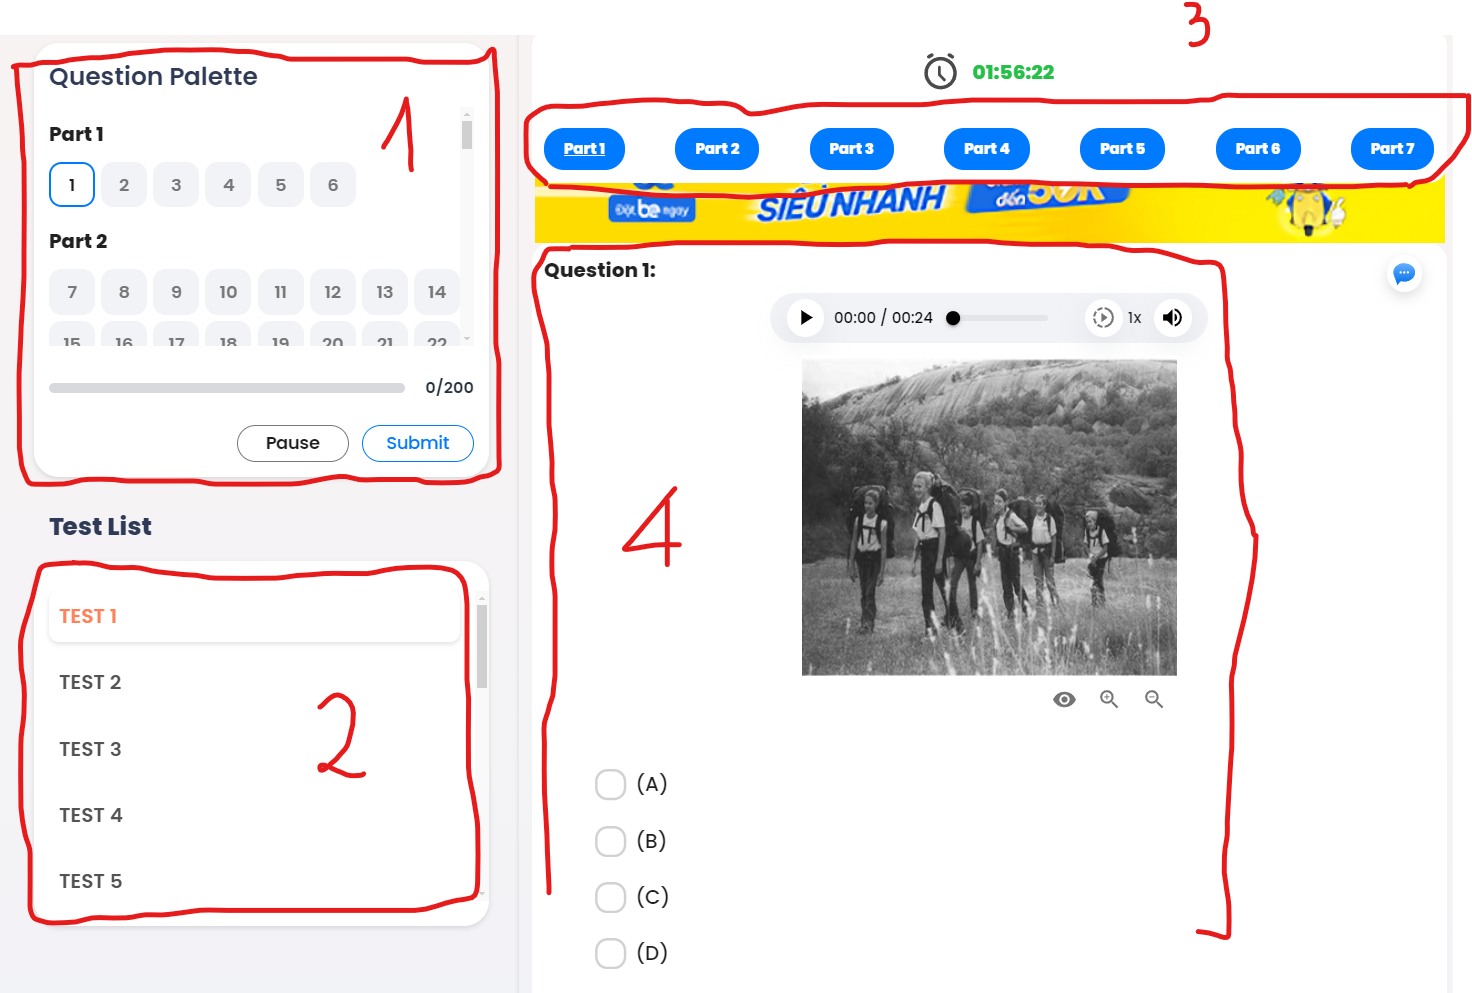 3
Question Palette
1
Part 1
1 2 3 4 5 6
Part 2
7 8 9 10 11 12 13 14
15 16 17 18 19 20 21 22
0/200
Pause Submit
Test List
TEST 1
TEST 2
2
TEST 3
TEST 4
TEST 5
01:56:22
Part 1 Part 2 Part 3 Part 4 Part 5 Part 6 Part 7
Đặt be ngay
SIÊU NHANH
đến 50K
Question 1:
00:00 / 00:24 1x
4
(A)
(B)
(C)
(D)